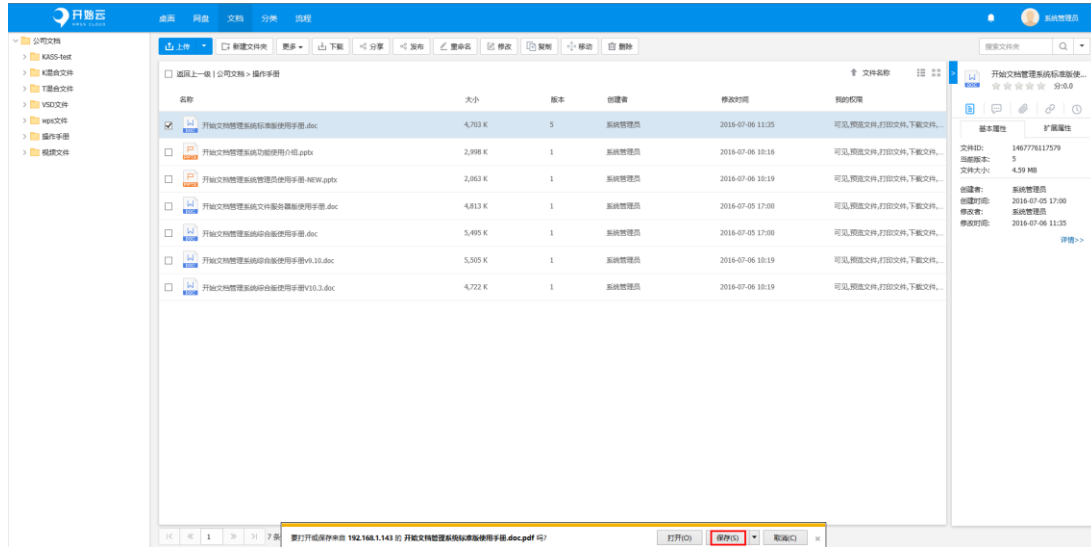 开始云
KASS CLOUD
桌面 网盘 文档 分类 流程
系统管理员
公司文档
KASS-test
K混合文件
T混合文件
VSD文件
wps文件
操作手册
视频文件
上传 新建文件夹 更多 下载 分享 发布 重命名 修改 复制 移动 删除
搜索文件夹
返回上一级 | 公司文档 > 操作手册
文件名称
名称 大小 版本 创建者 修改时间 我的权限
开始文档管理系统标准版使用手册.doc 4,703 K 5 系统管理员 2016-07-06 11:35 可见,预览文件,打印文件,下载文件,...
开始文档管理系统功能使用介绍.pptx 2,998 K 1 系统管理员 2016-07-06 10:16 可见,预览文件,打印文件,下载文件,...
开始文档管理系统管理员使用手册-NEW.pptx 2,063 K 1 系统管理员 2016-07-06 10:19 可见,预览文件,打印文件,下载文件,...
开始文档管理系统文件服务器版使用手册.doc 4,813 K 1 系统管理员 2016-07-05 17:00 可见,预览文件,打印文件,下载文件,...
开始文档管理系统综合版使用手册.doc 5,495 K 1 系统管理员 2016-07-05 17:00 可见,预览文件,打印文件,下载文件,...
开始文档管理系统综合版使用手册v9.10.doc 5,505 K 1 系统管理员 2016-07-06 10:19 可见,预览文件,打印文件,下载文件,...
开始文档管理系统综合版使用手册V10.3.doc 4,722 K 1 系统管理员 2016-07-06 10:19 可见,预览文件,打印文件,下载文件,...
DOC
开始文档管理系统标准版使...
分:0.0
基本属性 扩展属性
文件ID: 1467776117579
当前版本: 5
文件大小: 4.59 MB
创建者: 系统管理员
创建时间: 2016-07-05 17:00
修改者: 系统管理员
修改时间: 2016-07-06 11:35
详情>>
1 7条
要打开或保存来自 192.168.1.143 的 开始文档管理系统标准版使用手册.doc.pdf 吗?
打开(O) 保存(S) 取消(C)